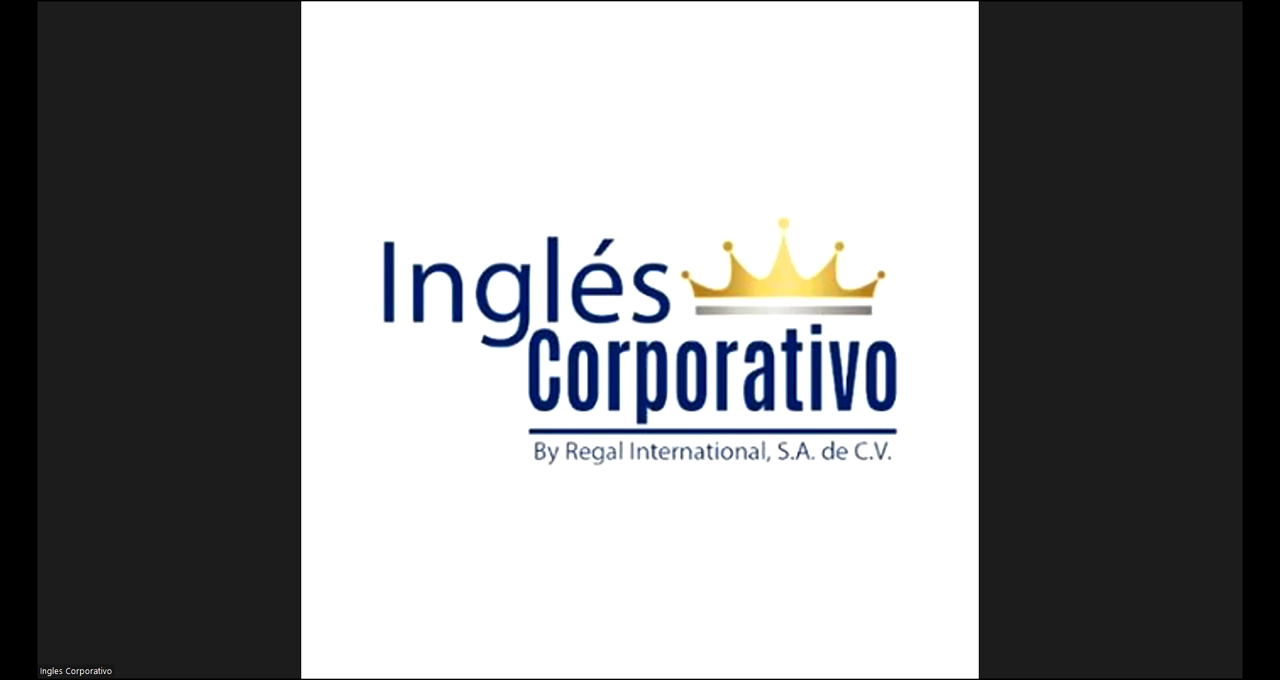 Inglés
Corporativo
By Regal International, S.A. de C.V.
Ingles Corporativo